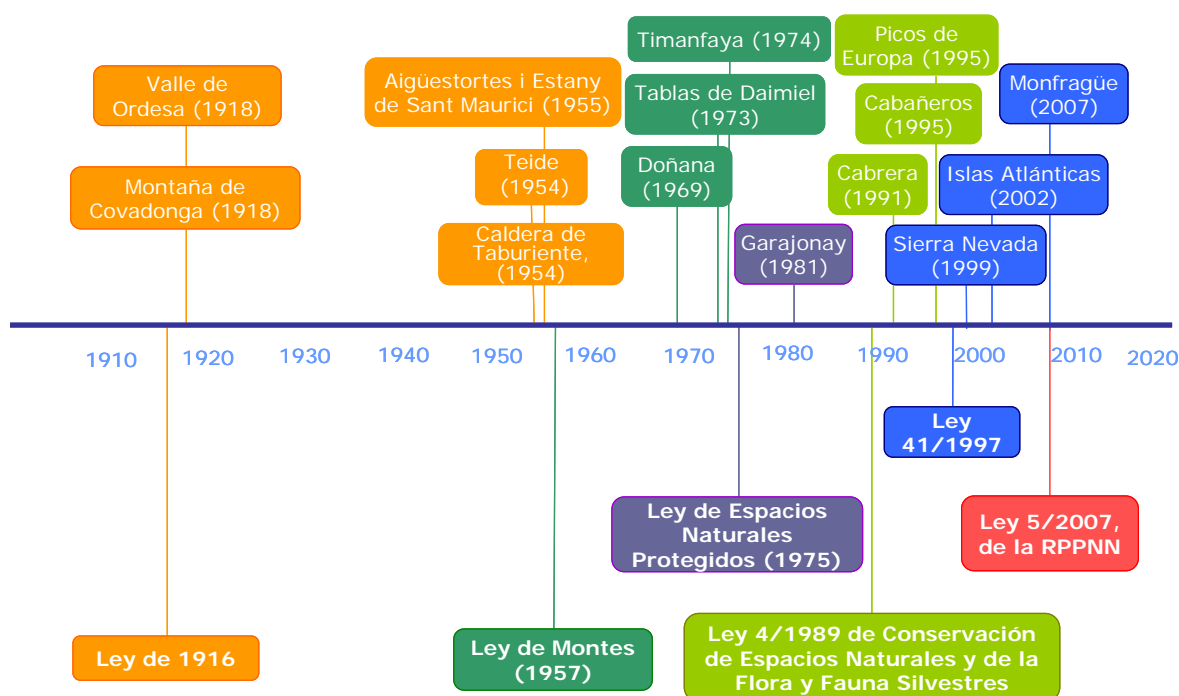 Valle de
Ordesa (1918)
Montaña de
Covadonga (1918)
Aigüestortes i Estany
de Sant Maurici (1955)
Teide
(1954)
Caldera de
Taburiente,
(1954)
Timanfaya (1974)
Tablas de Daimiel
(1973)
Doñana
(1969)
Garajonay
(1981)
Picos de
Europa (1995)
Cabañeros
(1995)
Cabrera
(1991)
Monfragüe
(2007)
Islas Atlánticas
(2002)
Sierra Nevada
(1999)
1910
1920
1930
1940
1950
1960
1970
1980
1990
2000
2010
2020
Ley
41/1997
Ley de Espacios
Naturales
Protegidos (1975)
Ley 5/2007,
de la RPPNN
Ley de 1916
Ley de Montes
(1957)
Ley 4/1989 de Conservación
de Espacios Naturales y de la
Flora y Fauna Silvestres